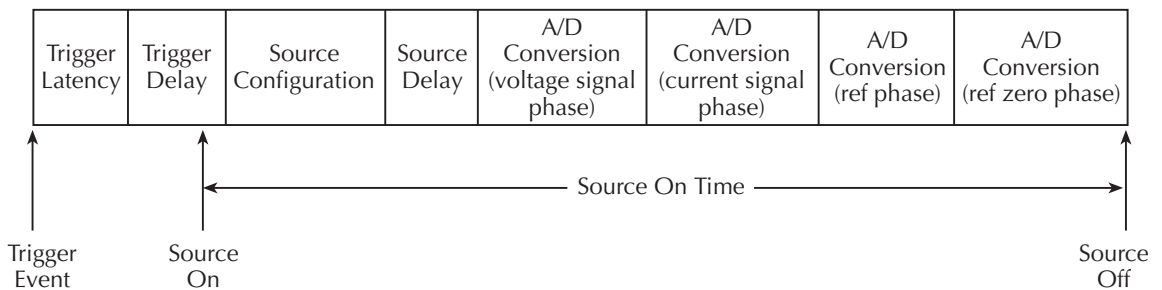 Trigger
Latency
Trigger
Delay
Source
Configuration
Source
Delay
A/D
Conversion
(voltage signal
phase)
A/D
Conversion
(current signal
phase)
A/D
Conversion
(ref phase)
A/D
Conversion
(ref zero phase)
Source On Time
Trigger
Event
Source
On
Source
Off